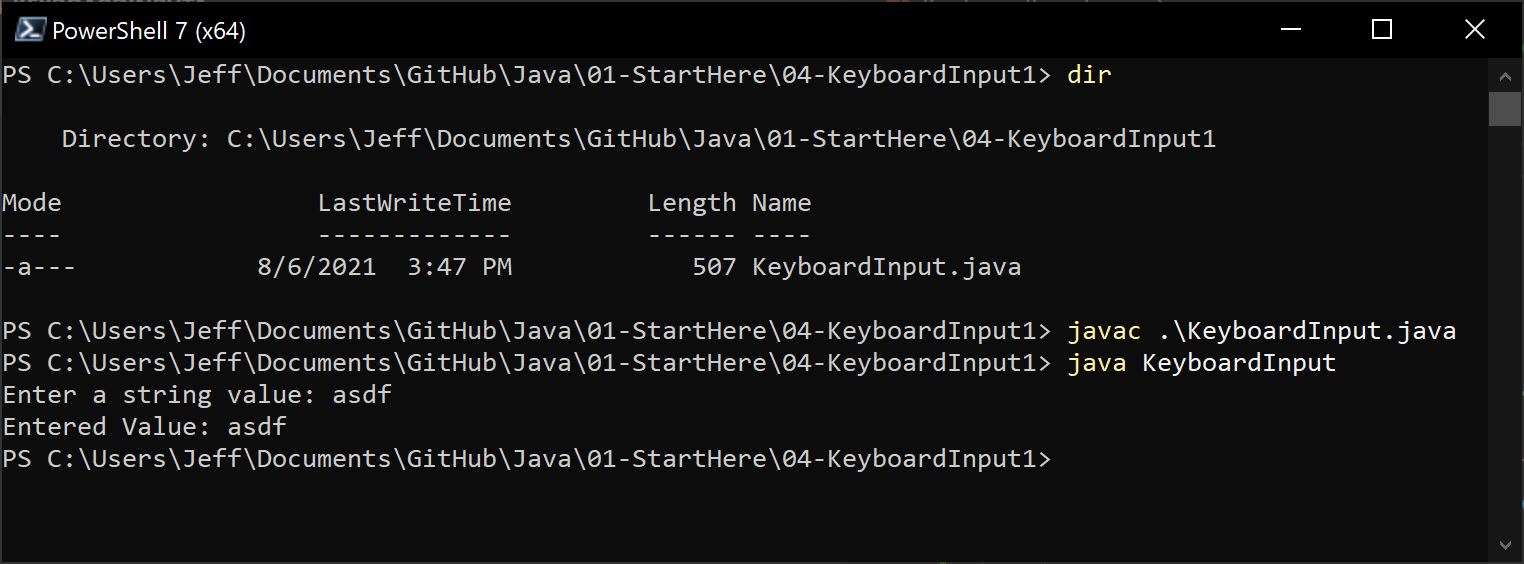 PowerShell 7 (x64)
PS C:\Users\Jeff\Documents\GitHub\Java\01-StartHere\04-KeyboardInput1> dir
Directory: C:\Users\Jeff\Documents\GitHub\Java\01-StartHere\04-KeyboardInput1
Mode                 LastWriteTime         Length Name
----                 -------------         ------ ----
-a---            8/6/2021  3:47 PM            507 KeyboardInput.java
PS C:\Users\Jeff\Documents\GitHub\Java\01-StartHere\04-KeyboardInput1> javac .\KeyboardInput.java
PS C:\Users\Jeff\Documents\GitHub\Java\01-StartHere\04-KeyboardInput1> java KeyboardInput
Enter a string value: asdf
Entered Value: asdf
PS C:\Users\Jeff\Documents\GitHub\Java\01-StartHere\04-KeyboardInput1>